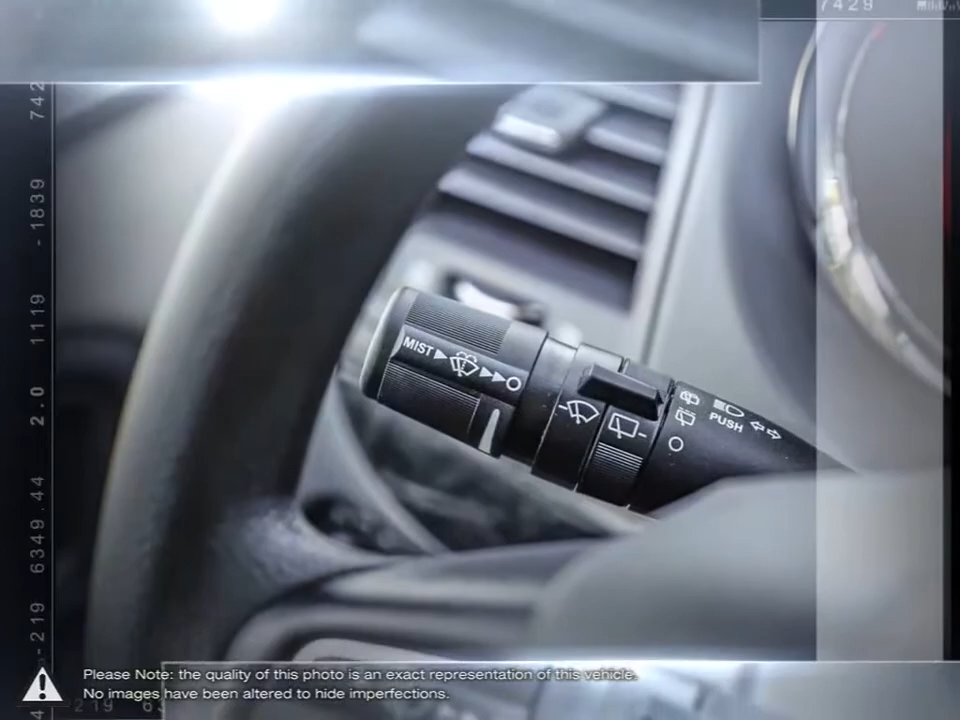 7429
742
- 1839
1119
2.0
6349.44
-219
MIST
PUSH
Please Note: the quality of this photo is an exact representation of this vehicle.
No images have been altered to hide imperfections.
219